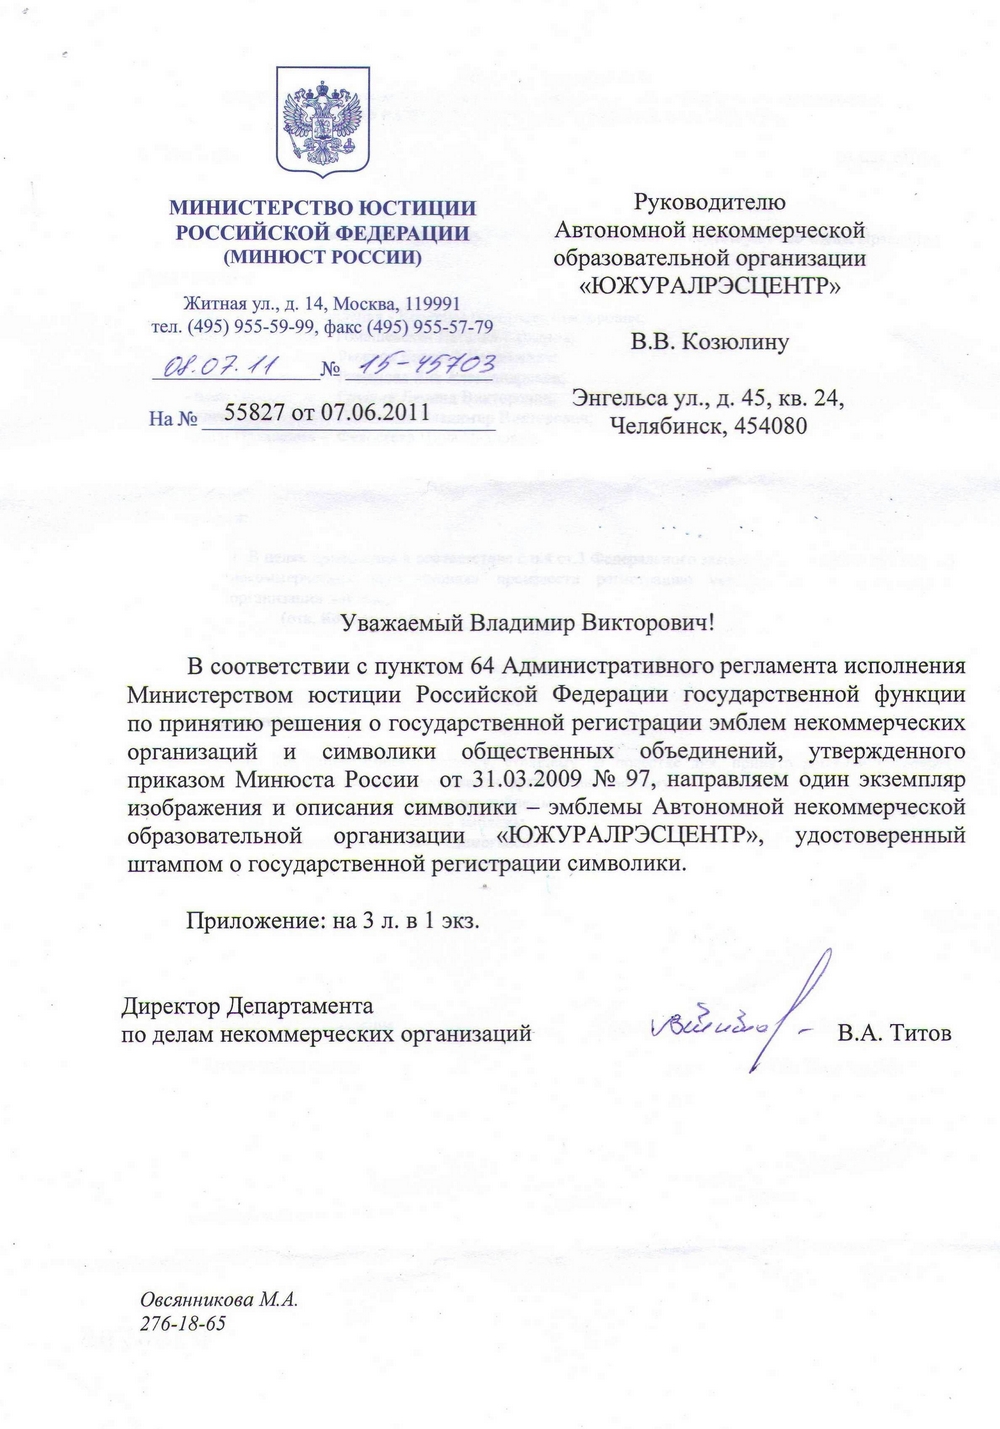 МИНИСТЕРСТВО ЮСТИЦИИ
РОССИЙСКОЙ ФЕДЕРАЦИИ
(МИНЮСТ РОССИИ)
Житная ул., д. 14, Москва, 119991
тел. (495) 955-59-99, факс (495) 955-57-79
08.07.11 № 15-45703
На № 55827 от 07.06.2011
Руководителю
Автономной некоммерческой
образовательной организации
«ЮЖУРАЛРЭСЦЕНТР»
В.В. Козюлину
Энгельса ул., д. 45, кв. 24,
Челябинск, 454080
Уважаемый Владимир Викторович!
В соответствии с пунктом 64 Административного регламента исполнения
Министерством юстиции Российской Федерации государственной функции
по принятию решения о государственной регистрации эмблем некоммерческих
организаций и символики общественных объединений, утвержденного
приказом Минюста России от 31.03.2009 № 97, направляем один экземпляр
изображения и описания символики – эмблемы Автономной некоммерческой
образовательной организации «ЮЖУРАЛРЭСЦЕНТР», удостоверенный
штампом о государственной регистрации символики.
Приложение: на 3 л. в 1 экз.
Директор Департамента
по делам некоммерческих организаций В.А. Титов
Овсянникова М.А.
276-18-65